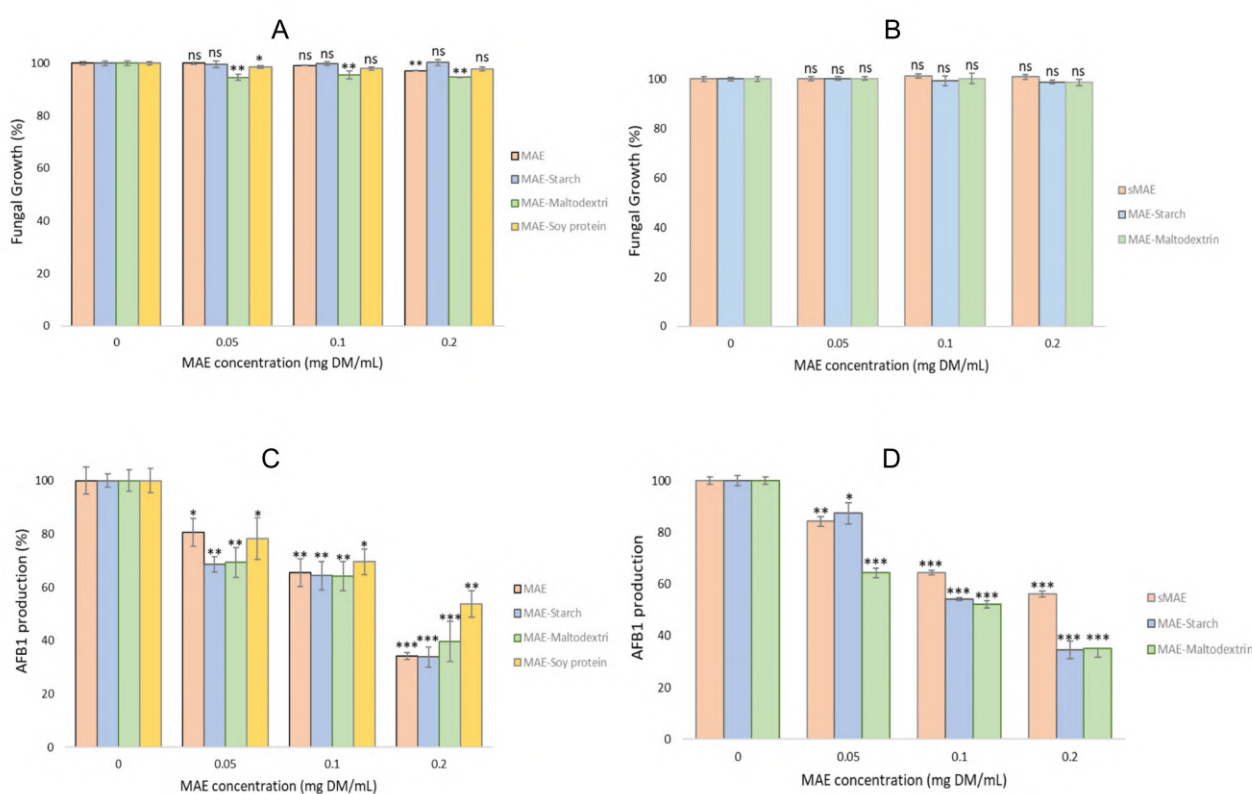 A
Fungal Growth (%)
120
100
80
60
40
20
0
ns ns ** *
ns ns ** ns
** ns ** ns
0 0.05 0.1 0.2
MAE concentration (mg DM/mL)
MAE
MAE-Starch
MAE-Maltodextri
MAE-Soy protein
B
Fungal Growth (%)
120
100
80
60
40
20
0
ns ns ns
ns ns ns
ns ns ns
0 0.05 0.1 0.2
MAE concentration (mg DM/mL)
sMAE
MAE-Starch
MAE-Maltodextrin
C
AFB1 production (%)
100
80
60
40
20
0
* ** ** *
** ** ** *
*** *** *** **
0 0.05 0.1 0.2
MAE concentration (mg DM/mL)
MAE
MAE-Starch
MAE-Maltodextri
MAE-Soy protein
D
AFB1 production
100
80
60
40
20
0
** * ***
*** *** ***
*** *** ***
0 0.05 0.1 0.2
MAE concentration (mg DM/mL)
sMAE
MAE-Starch
MAE-Maltodextrin